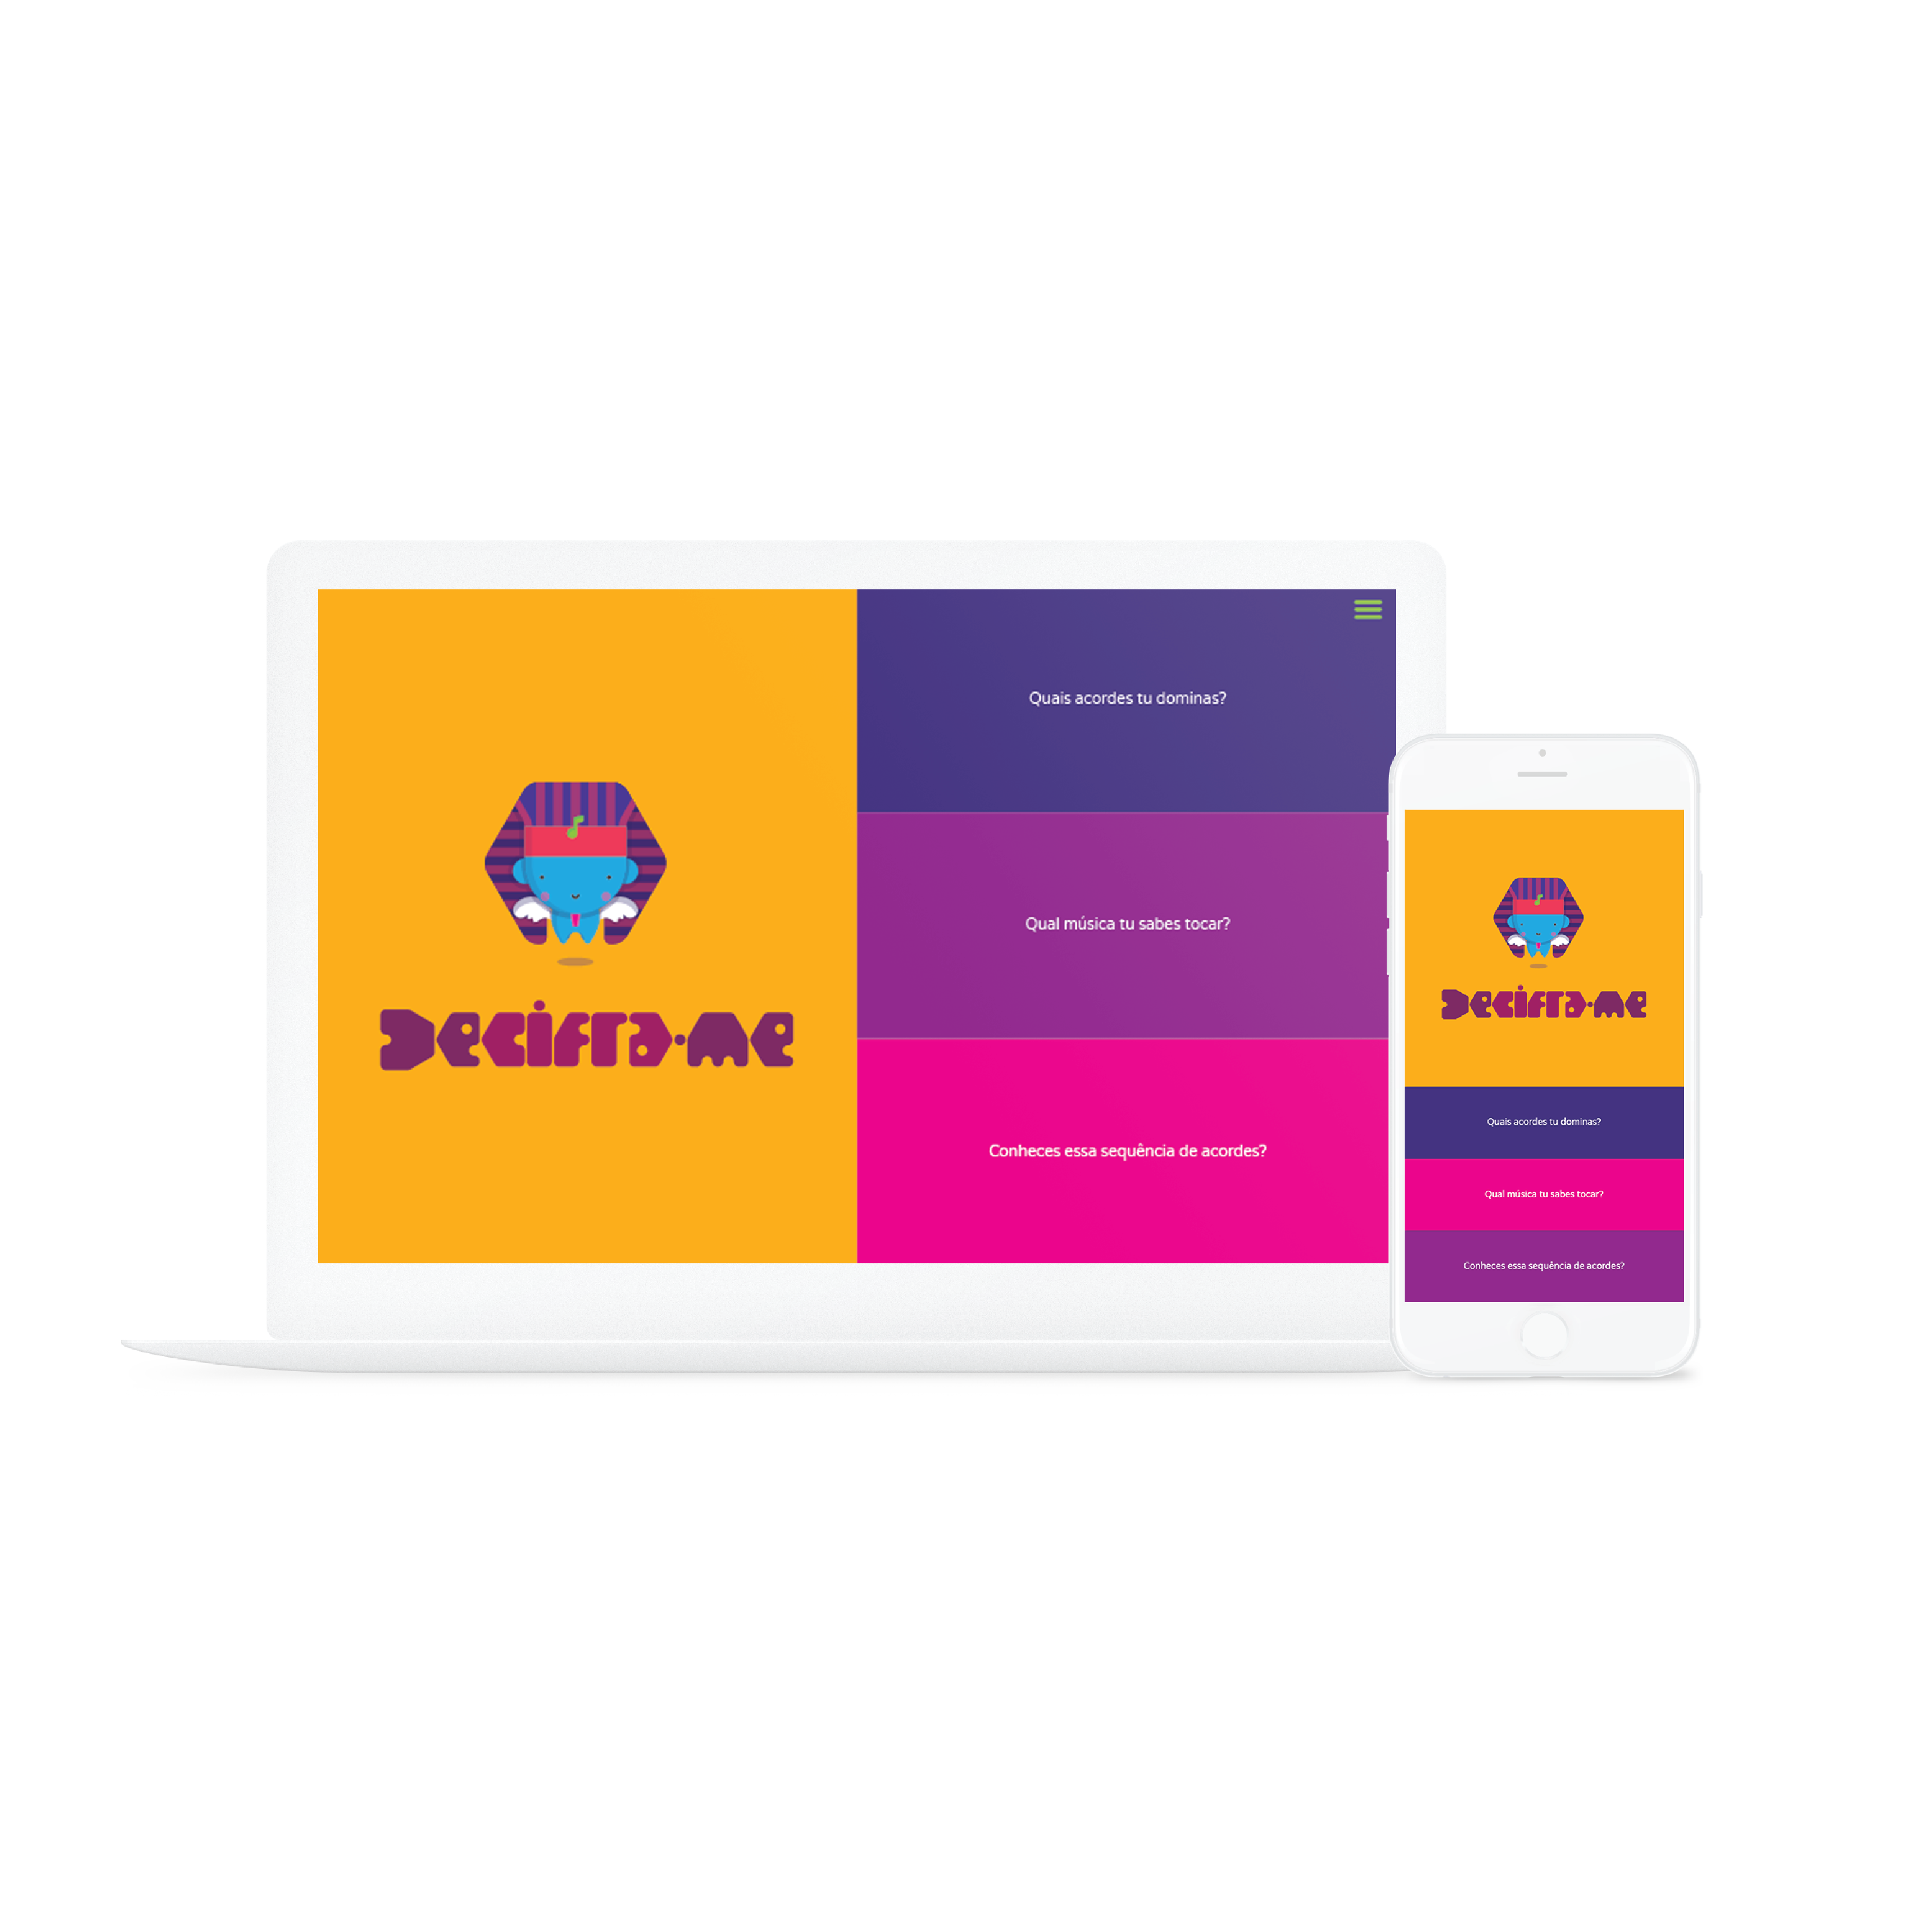 Decifra-me
Quais acordes tu dominas?
Qual música tu sabes tocar?
Conheces essa sequência de acordes?
Decifra-me
Quais acordes tu dominas?
Qual música tu sabes tocar?
Conheces essa sequência de acordes?